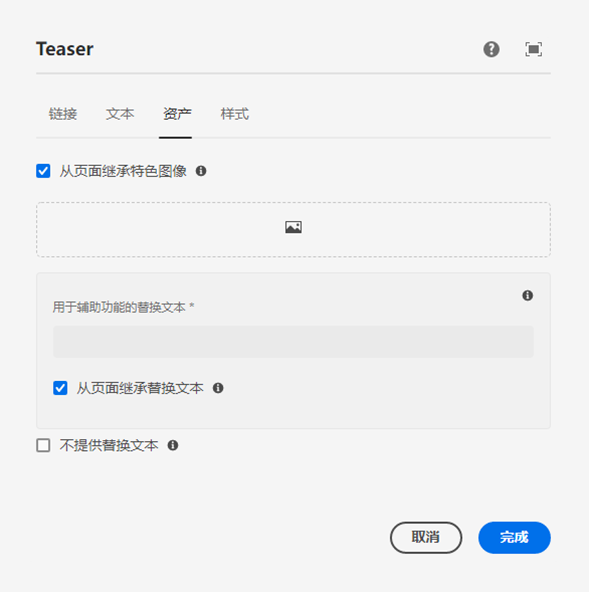 Teaser
链接 文本 资产 样式
从页面继承特色图像
用于辅助功能的替换文本 *
从页面继承替换文本
不提供替换文本
取消 完成